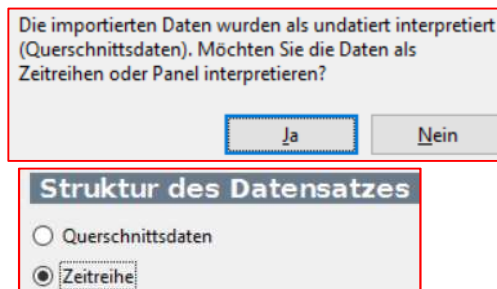 Die importierten Daten wurden als undatiert interpretiert
(Querschnittsdaten). Möchten Sie die Daten als
Zeitreihen oder Panel interpretieren?
Ja Nein
Struktur des Datensatzes
Querschnittsdaten
Zeitreihe